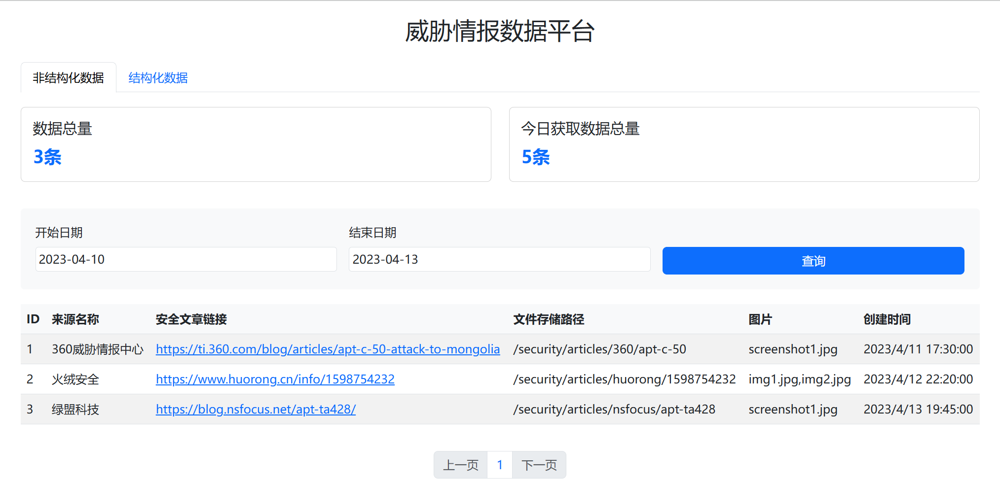 威胁情报数据平台
非结构化数据 结构化数据
数据总量 今日获取数据总量
3条 5条
开始日期 结束日期
2023-04-10 2023-04-13 查询
ID 来源名称 安全文章链接 文件存储路径 图片 创建时间
1 360威胁情报中心 https://ti.360.com/blog/articles/apt-c-50-attack-to-mongolia /security/articles/360/apt-c-50 screenshot1.jpg 2023/4/11 17:30:00
2 火绒安全 https://www.huorong.cn/info/1598754232 /security/articles/huorong/1598754232 img1.jpg,img2.jpg 2023/4/12 22:20:00
3 绿盟科技 https://blog.nsfocus.net/apt-ta428/ /security/articles/nsfocus/apt-ta428 screenshot1.jpg 2023/4/13 19:45:00
上一页 1 下一页